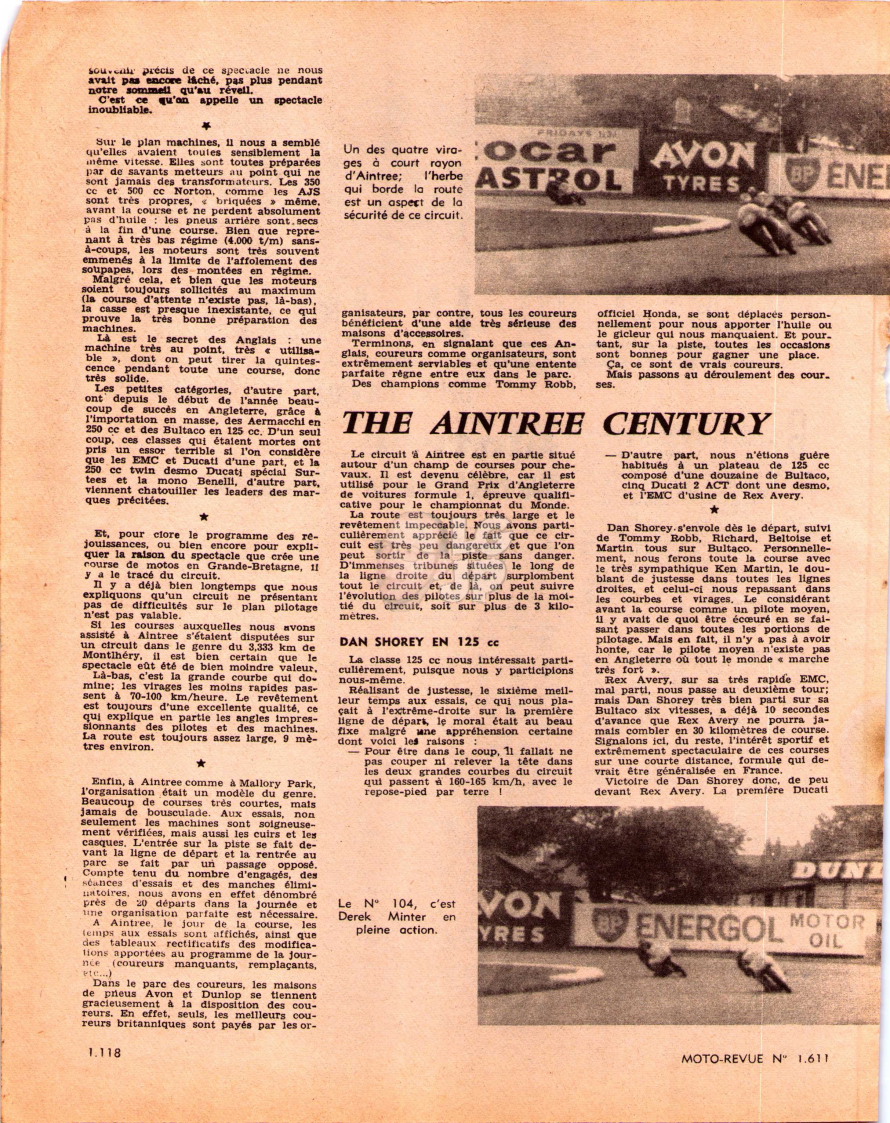 souvenir précis de ce spectacle ne nous
avait pas encore lâché, pas plus pendant
notre sommeil qu'au réveil.
C'est ce qu'on appelle un spectacle
inoubliable.
★
Sur le plan machines, il nous a semblé
qu'elles avaient toutes sensiblement la
même vitesse. Elles sont toutes préparées
par de savants metteurs au point qui ne
sont jamais des transformateurs. Les 350
cc et 500 cc Norton, comme les AJS
sont très propres, « briquées » même,
avant la course et ne perdent absolument
pas d'huile : les pneus arrière sont secs
à la fin d'une course. Bien que repre-
nant à très bas régime (4.000 t/m) sans-
à-coups, les moteurs sont très souvent
emmenés à la limite de l'affolement des
soupapes, lors des montées en régime.
Malgré cela, et bien que les moteurs
soient toujours sollicités au maximum
(la course d'attente n'existe pas, là-bas),
la casse est presque inexistante, ce qui
prouve la très bonne préparation des
machines.
Là est le secret des Anglais : une
machine très au point, très « utilisa-
ble », dont on peut tirer la quintes-
cence pendant toute une course, donc
très solide.
Les petites catégories, d'autre part,
ont depuis le début de l'année beau-
coup de succès en Angleterre, grâce à
l'importation en masse, des Aermacchi en
250 cc et des Bultaco en 125 cc. D'un seul
coup, ces classes qui étaient mortes ont
pris un essor terrible si l'on considère
que les EMC et Ducati d'une part, et la
250 cc twin desmo Ducati spécial Sur-
tees et la mono Benelli, d'autre part,
viennent chatouiller les leaders des mar-
ques précitées.
★
Et, pour clore le programme des ré-
jouissances, ou bien encore pour expli-
quer la raison du spectacle que crée une
course de motos en Grande-Bretagne, il
y a le tracé du circuit.
Il y a déjà bien longtemps que nous
expliquons qu'un circuit ne présentant
pas de difficultés sur le plan pilotage
n'est pas valable.
Si les courses auxquelles nous avons
assisté à Aintree s'étaient disputées sur
un circuit dans le genre du 3,333 km de
Montlhéry, il est bien certain que le
spectacle eût été de bien moindre valeur.
Là-bas, c'est la grande courbe qui do-
mine; les virages les moins rapides pas-
sent à 70-100 km/heure. Le revêtement
est toujours d'une excellente qualité, ce
qui explique en partie les angles impres-
sionnants des pilotes et des machines.
La route est toujours assez large, 9 mè-
tres environ.
★
Enfin, à Aintree comme à Mallory Park,
l'organisation était un modèle du genre.
Beaucoup de courses très courtes, mais
jamais de bousculade. Aux essais, non
seulement les machines sont soigneuse-
ment vérifiées, mais aussi les cuirs et les
casques. L'entrée sur la piste se fait de-
vant la ligne de départ et la rentrée au
parc se fait par un passage opposé.
Compte tenu du nombre d'engagés, des
séances d'essais et des manches élimi-
natoires, nous avons en effet dénombré
près de 20 départs dans la journée et
une organisation parfaite est nécessaire.
A Aintree, le jour de la course, les
temps aux essais sont affichés, ainsi que
des tableaux rectificatifs des modifica-
tions apportées au programme de la jour-
née (coureurs manquants, remplaçants,
etc...)
Dans le parc des coureurs, les maisons
de pneus Avon et Dunlop se tiennent
gracieusement à la disposition des cou-
reurs. En effet, seuls, les meilleurs cou-
reurs britanniques sont payés par les or-
1.118
Un des quatre vira-
ges à court rayon
d'Aintree; l'herbe
qui borde la route
est un aspect de la
sécurité de ce circuit.
FRIDAYS
ocar
ASTROL
AVON
TYRES
BP
ENE
ganisateurs, par contre, tous les coureurs
bénéficient d'une aide très sérieuse des
maisons d'accessoires.
Terminons, en signalant que ces An-
glais, coureurs comme organisateurs, sont
extrêmement serviables et qu'une entente
parfaite règne entre eux dans le parc.
Des champions comme Tommy Robb,
officiel Honda, se sont déplacés person-
nellement pour nous apporter l'huile ou
le gicleur qui nous manquaient. Et pour-
tant, sur la piste, toutes les occasions
sont bonnes pour gagner une place.
Ça, ce sont de vrais coureurs.
Mais passons au déroulement des cour-
ses.
THE AINTREE CENTURY
Le circuit à Aintree est en partie situé
autour d'un champ de courses pour che-
vaux. Il est devenu célèbre, car il est
utilisé pour le Grand Prix d'Angleterre
de voitures formule 1, épreuve qualifi-
cative pour le championnat du Monde.
La route est toujours très large et le
revêtement impeccable. Nous avons parti-
culièrement apprécié le fait que ce cir-
cuit est très peu dangereux et que l'on
peut sortir de la piste sans danger.
D'immenses tribunes situées le long de
la ligne droite du départ surplombent
tout le circuit et, de là, on peut suivre
l'évolution des pilotes sur plus de la moi-
tié du circuit, soit sur plus de 3 kilo-
mètres.
DAN SHOREY EN 125 cc
La classe 125 cc nous intéressait parti-
culièrement, puisque nous y participions
nous-même.
Réalisant de justesse, le sixième meil-
leur temps aux essais, ce qui nous pla-
çait à l'extrême-droite sur la première
ligne de départ, le moral était au beau
fixe malgré une appréhension certaine
dont voici les raisons :
— Pour être dans le coup, il fallait ne
pas couper ni relever la tête dans
les deux grandes courbes du circuit
qui passent à 160-165 km/h, avec le
repose-pied par terre !
— D'autre part, nous n'étions guère
habitués à un plateau de 125 cc
composé d'une douzaine de Bultaco,
cinq Ducati 2 ACT dont une desmo,
et l'EMC d'usine de Rex Avery.
★
Dan Shorey s'envole dès le départ, suivi
de Tommy Robb, Richard, Beltoise et
Martin tous sur Bultaco. Personnelle-
ment, nous ferons toute la course avec
le très sympathique Ken Martin, le dou-
blant de justesse dans toutes les lignes
droites, et celui-ci nous repassant dans
les courbes et virages. Le considérant
avant la course comme un pilote moyen,
il y avait de quoi être écœuré en se fai-
sant passer dans toutes les portions de
pilotage. Mais en fait, il n'y a pas à avoir
honte, car le pilote moyen n'existe pas
en Angleterre où tout le monde « marche
très fort ».
Rex Avery, sur sa très rapide EMC,
mal parti, nous passe au deuxième tour;
mais Dan Shorey très bien parti sur sa
Bultaco six vitesses, a déjà 10 secondes
d'avance que Rex Avery ne pourra ja-
mais combler en 30 kilomètres de course.
Signalons ici, du reste, l'intérêt sportif et
extrêmement spectaculaire de ces courses
sur une courte distance, formule qui de-
vrait être généralisée en France.
Victoire de Dan Shorey donc, de peu
devant Rex Avery. La première Ducati
Le N° 104, c'est
Derek Minter en
pleine action.
VON
YRES
BP
ENERGOL
MOTOR
OIL
DUNL
MOTO-REVUE N° 1.611